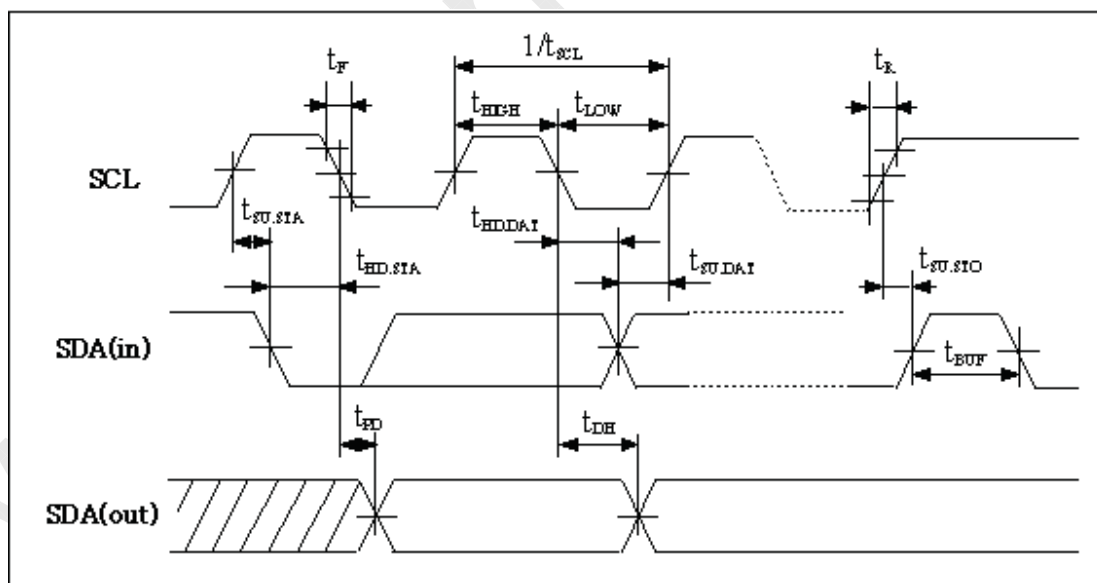 1/tSCL
tF
tR
tHIGH
tLOW
SCL
tSU.STA
tHD.DAT
tHD.STA
tSU.DAT
tSU.STO
SDA(in)
tBUF
tPD
tDH
SDA(out)